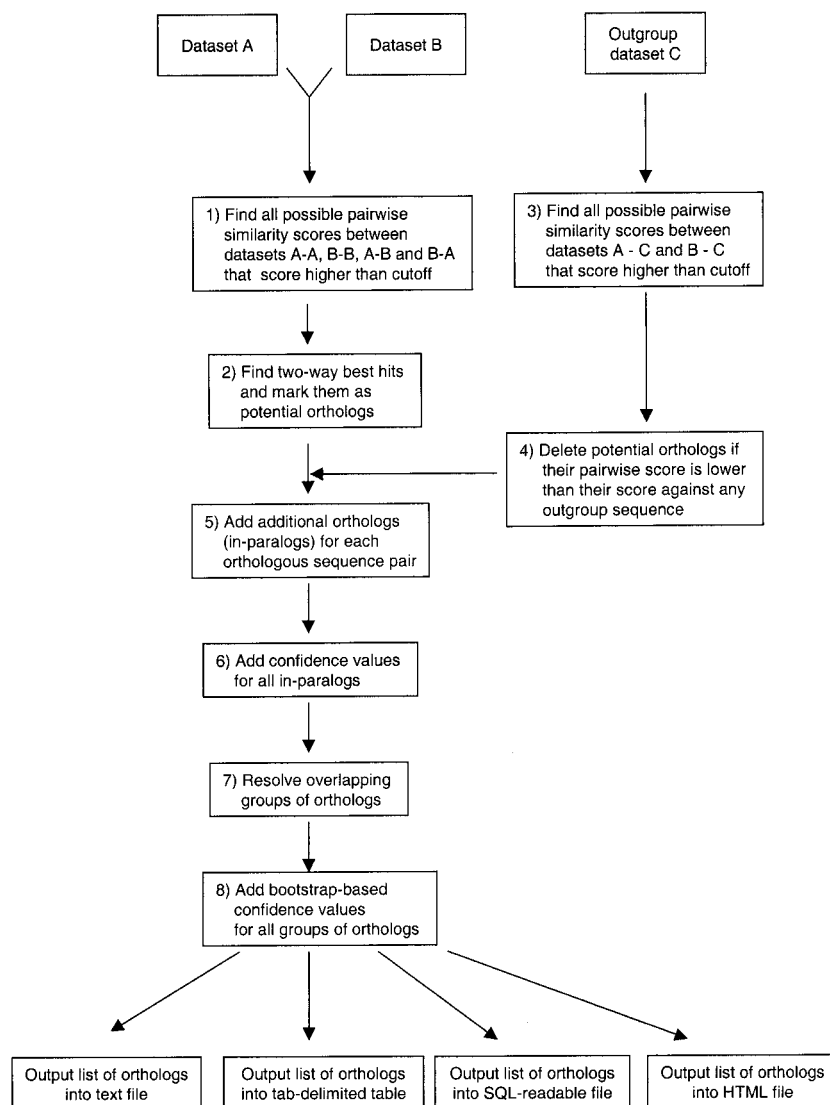 Dataset A
Dataset B
Outgroup
dataset C
1) Find all possible pairwise
similarity scores between
datasets A-A, B-B, A-B and B-A
that score higher than cutoff
3) Find all possible pairwise
similarity scores between
datasets A - C and B - C
that score higher than cutoff
2) Find two-way best hits
and mark them as
potential orthologs
4) Delete potential orthologs if
their pairwise score is lower
than their score against any
outgroup sequence
5) Add additional orthologs
(in-paralogs) for each
orthologous sequence pair
6) Add confidence values
for all in-paralogs
7) Resolve overlapping
groups of orthologs
8) Add bootstrap-based
confidence values
for all groups of orthologs
Output list of orthologs
into text file
Output list of orthologs
into tab-delimited table
Output list of orthologs
into SQL-readable file
Output list of orthologs
into HTML file